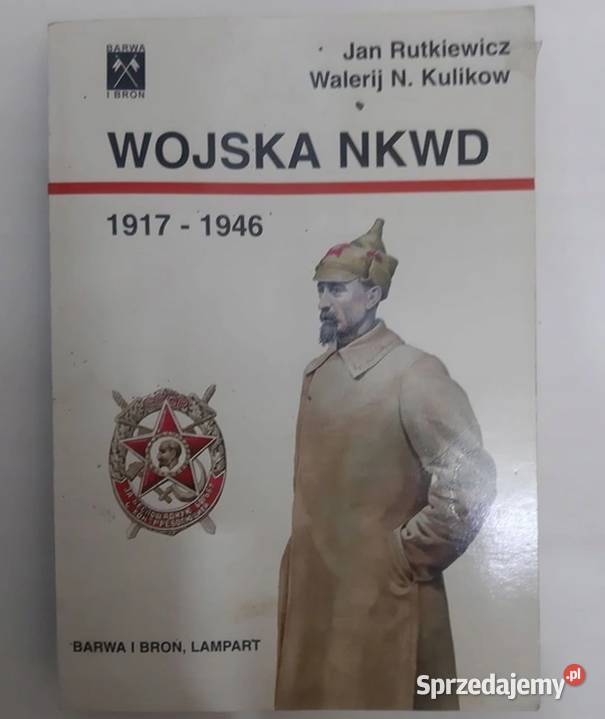 BARWA
I BROŃ
Jan Rutkiewicz
Walerij N. Kulikow
WOJSKA NKWD
1917 - 1946
BARWA I BROŃ, LAMPART
Sprzedajemy.pl